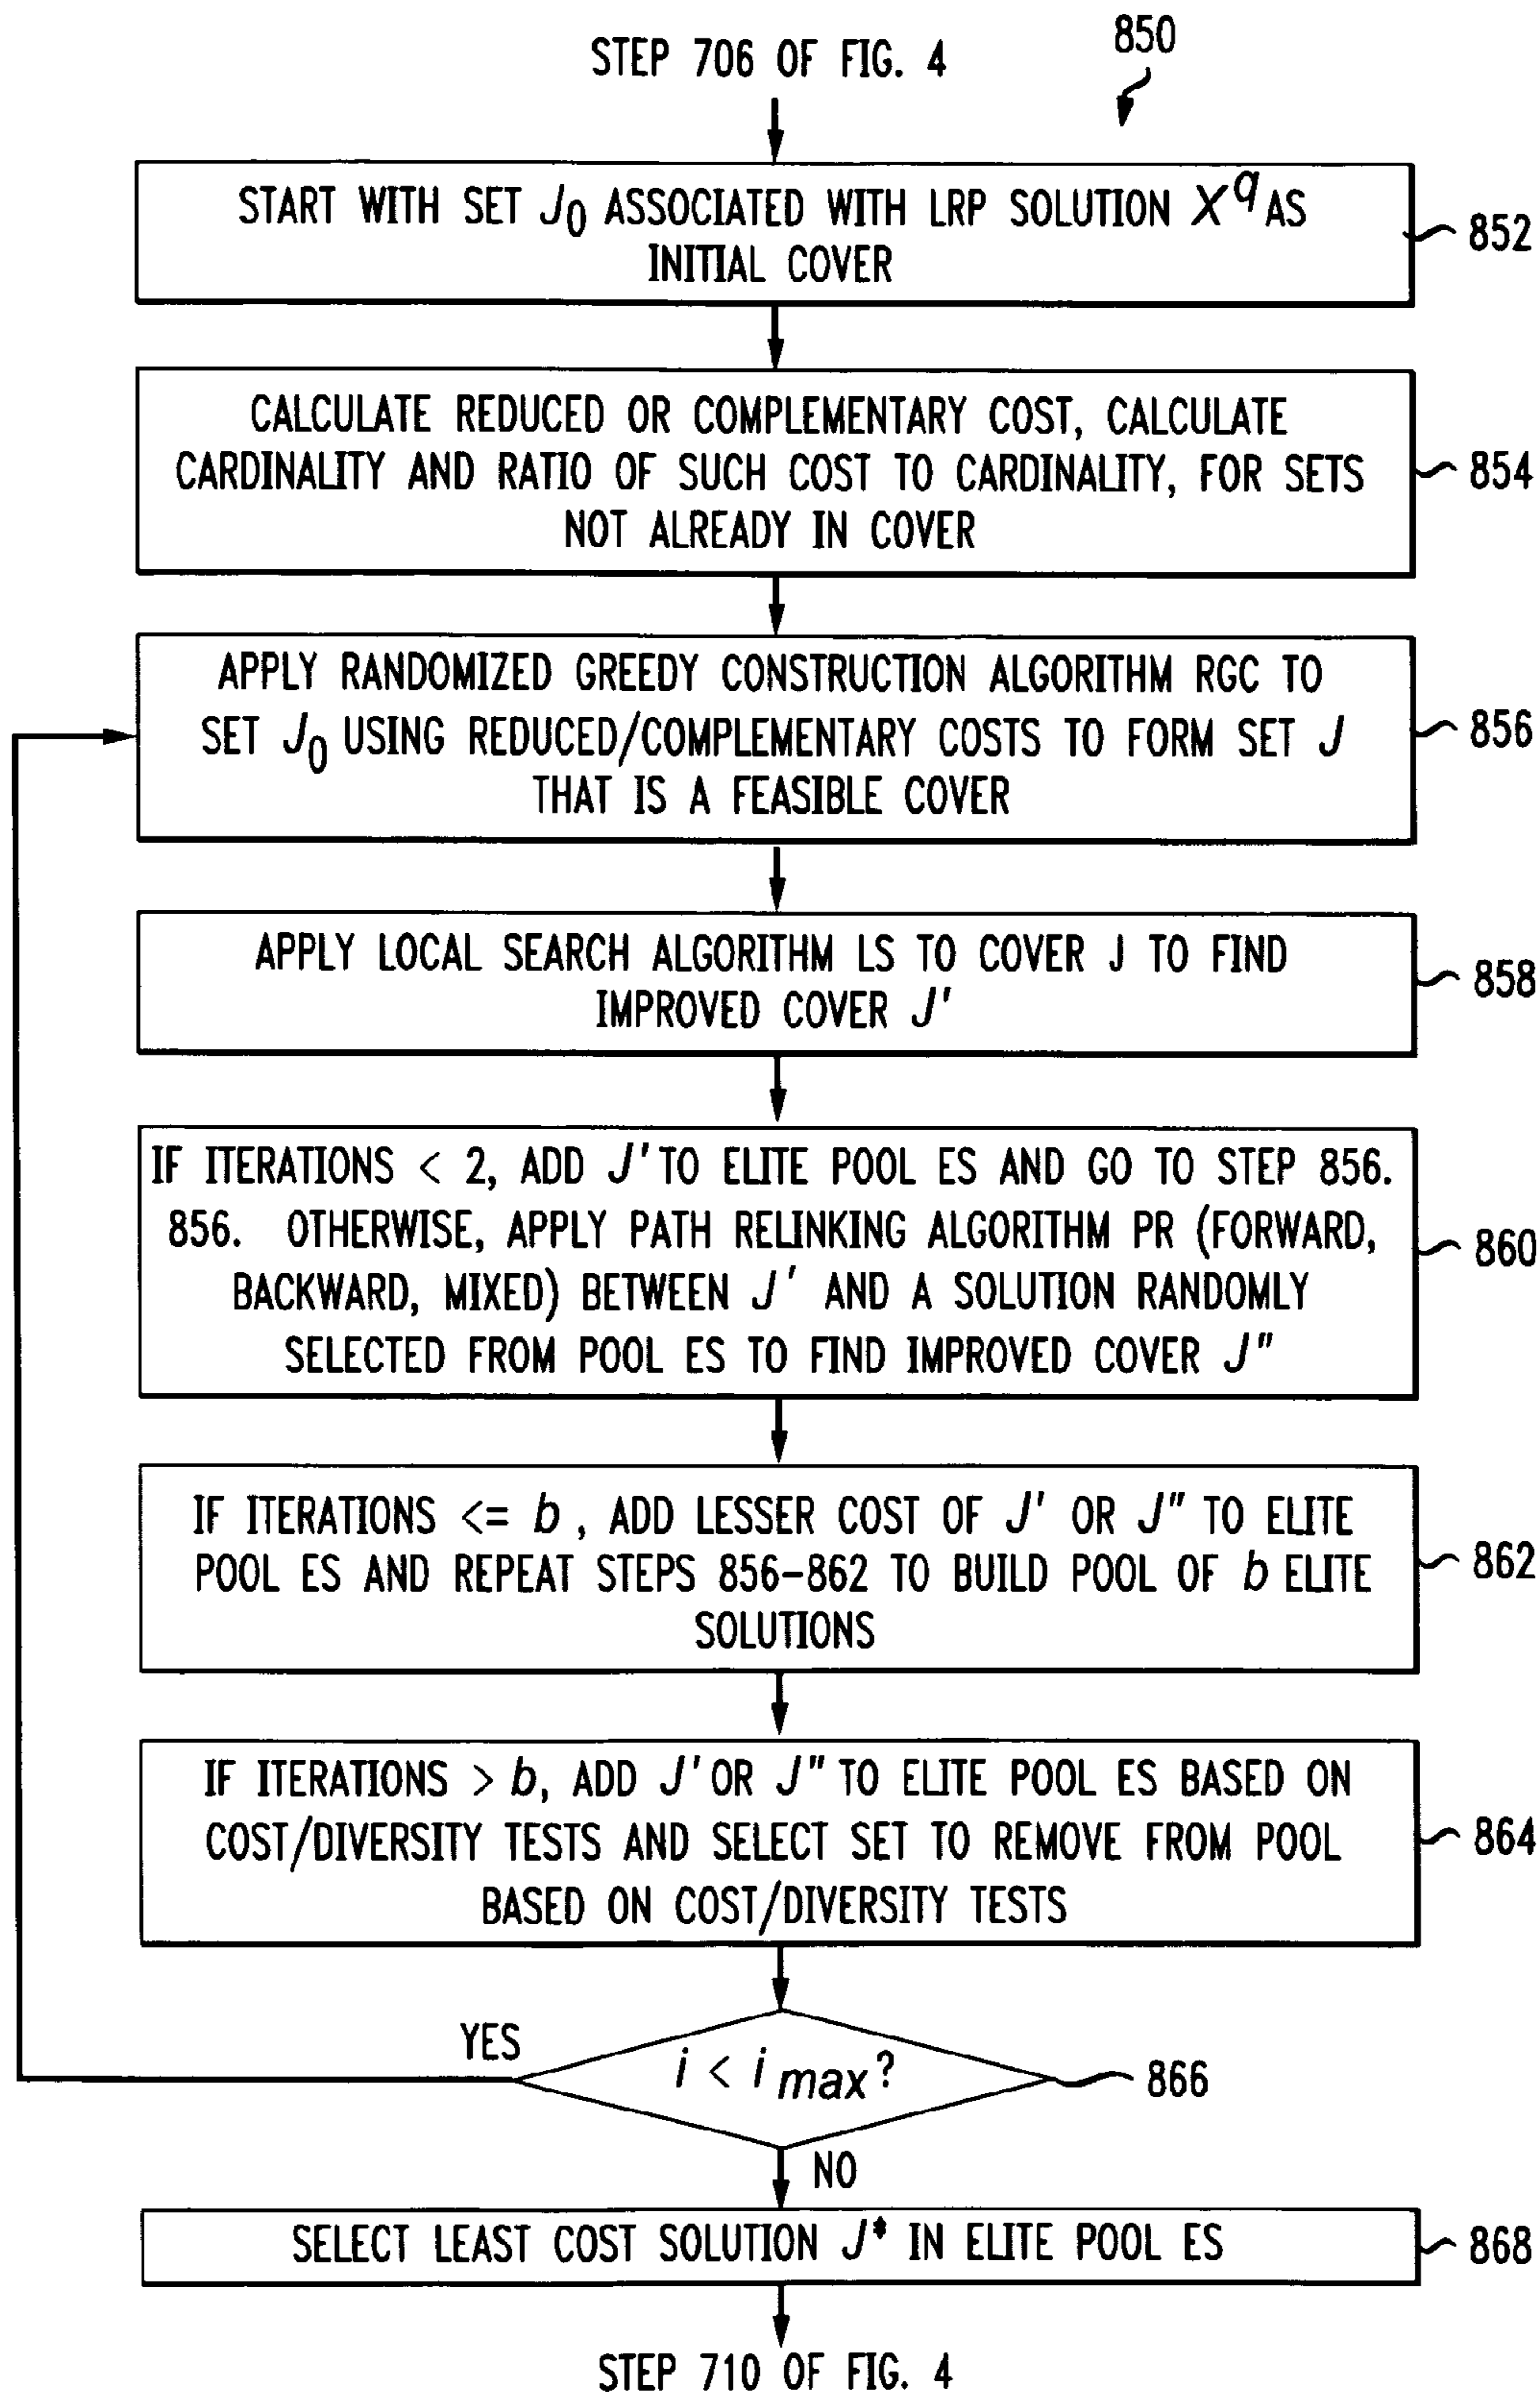 STEP 706 OF FIG. 4
850
START WITH SET J0 ASSOCIATED WITH LRP SOLUTION X^q AS
INITIAL COVER
852
CALCULATE REDUCED OR COMPLEMENTARY COST, CALCULATE
CARDINALITY AND RATIO OF SUCH COST TO CARDINALITY, FOR SETS
NOT ALREADY IN COVER
854
APPLY RANDOMIZED GREEDY CONSTRUCTION ALGORITHM RGC TO
SET J0 USING REDUCED/COMPLEMENTARY COSTS TO FORM SET J
THAT IS A FEASIBLE COVER
856
APPLY LOCAL SEARCH ALGORITHM LS TO COVER J TO FIND
IMPROVED COVER J'
858
IF ITERATIONS < 2, ADD J' TO ELITE POOL ES AND GO TO STEP 856.
856. OTHERWISE, APPLY PATH RELINKING ALGORITHM PR (FORWARD,
BACKWARD, MIXED) BETWEEN J' AND A SOLUTION RANDOMLY
SELECTED FROM POOL ES TO FIND IMPROVED COVER J"
860
IF ITERATIONS <= b, ADD LESSER COST OF J' OR J" TO ELITE
POOL ES AND REPEAT STEPS 856-862 TO BUILD POOL OF b ELITE
SOLUTIONS
862
IF ITERATIONS > b, ADD J' OR J" TO ELITE POOL ES BASED ON
COST/DIVERSITY TESTS AND SELECT SET TO REMOVE FROM POOL
BASED ON COST/DIVERSITY TESTS
864
YES
i < i max?
866
NO
SELECT LEAST COST SOLUTION J* IN ELITE POOL ES
868
STEP 710 OF FIG. 4